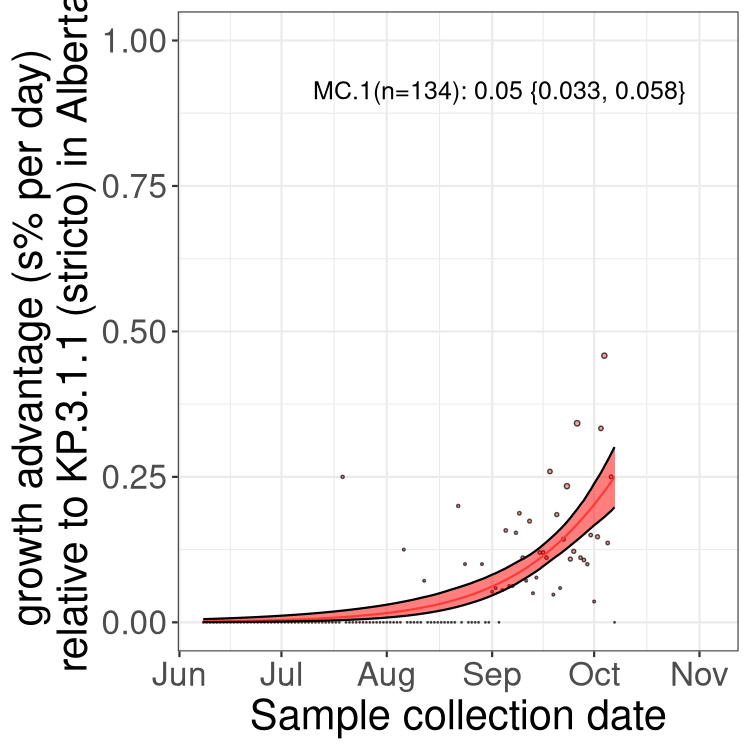 growth advantage (s% per day)
relative to KP.3.1.1 (stricto) in Alberta
1.00
0.75
0.50
0.25
0.00
MC.1(n=134): 0.05 {0.033, 0.058}
Jun Jul Aug Sep Oct Nov
Sample collection date